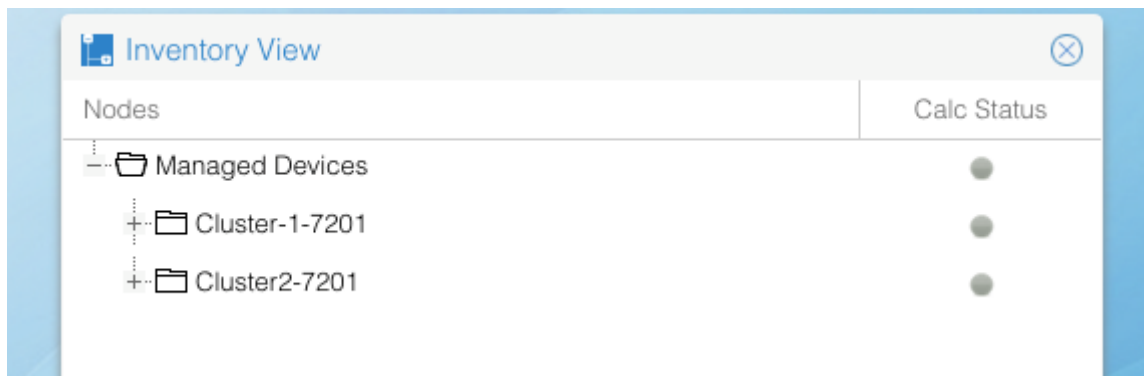 Inventory View
Nodes Calc Status
Managed Devices
Cluster-1-7201
Cluster2-7201